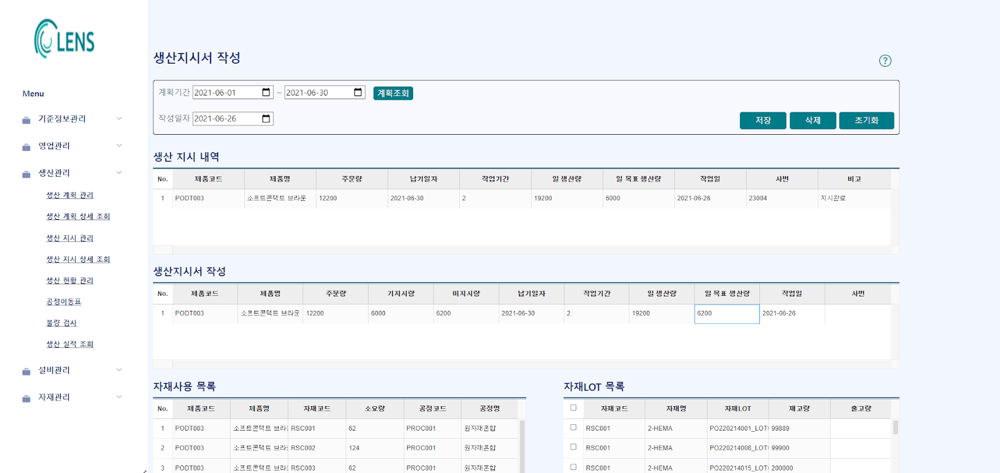 LENS
Menu
기준정보관리
영업관리
생산관리
생산 계획 관리
생산 계획 상세 조회
생산 지시 관리
생산 지시 상세 조회
생산 현황 관리
공정이동표
불량 검사
생산 실적 조회
설비관리
자재관리
생산지시서 작성
?
계획기간 2021-06-01 ~ 2021-06-30 계획조회
작성일자 2021-06-26
저장 삭제 초기화
생산 지시 내역
No. 제품코드 제품명 주문량 납기일자 작업기간 일 생산량 일 목표 생산량 작업일 사번 비고
1 PODT003 소프트콘택트 브라운 12200 2021-06-30 2 19200 6000 2021-06-26 23004 지시완료
생산지시서 작성
No. 제품코드 제품명 주문량 기지시량 미지시량 납기일자 작업기간 일 생산량 일 목표 생산량 작업일 사번
1 PODT003 소프트콘택트 브라운 12200 6000 6200 2021-06-30 2 19200 6200 2021-06-26
자재사용 목록
No. 제품코드 제품명 자재코드 소요량 공정코드 공정명
1 PODT003 소프트콘택트 브라 RSC001 62 PROC001 원자재혼합
2 PODT003 소프트콘택트 브라 RSC002 124 PROC001 원자재혼합
3 PODT003 소프트콘택트 브라 RSC003 62 PROC001 원자재혼합
자재LOT 목록
자재코드 자재명 자재LOT 재고량 출고량
RSC001 2-HEMA PO220214001_LOT 99889
RSC001 2-HEMA PO220214008_LOT 99900
RSC001 2-HEMA PO220214015_LOT 200000